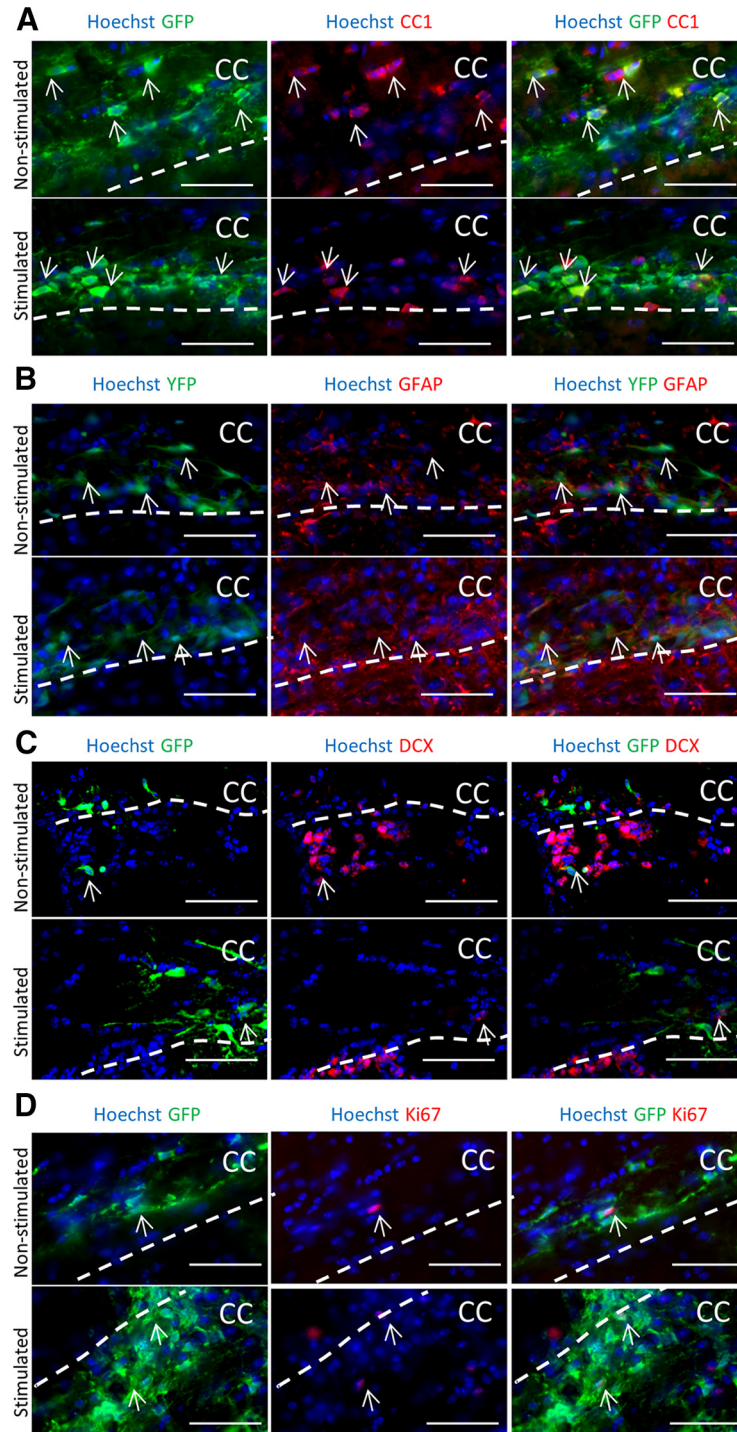 A
Hoechst GFP
Hoechst CC1
Hoechst GFP CC1
Non-stimulated
CC
CC
CC
Stimulated
CC
CC
CC
B
Hoechst YFP
Hoechst GFAP
Hoechst YFP GFAP
Non-stimulated
CC
CC
CC
Stimulated
CC
CC
CC
C
Hoechst GFP
Hoechst DCX
Hoechst GFP DCX
Non-stimulated
CC
CC
CC
Stimulated
CC
CC
CC
D
Hoechst GFP
Hoechst Ki67
Hoechst GFP Ki67
Non-stimulated
CC
CC
CC
Stimulated
CC
CC
CC